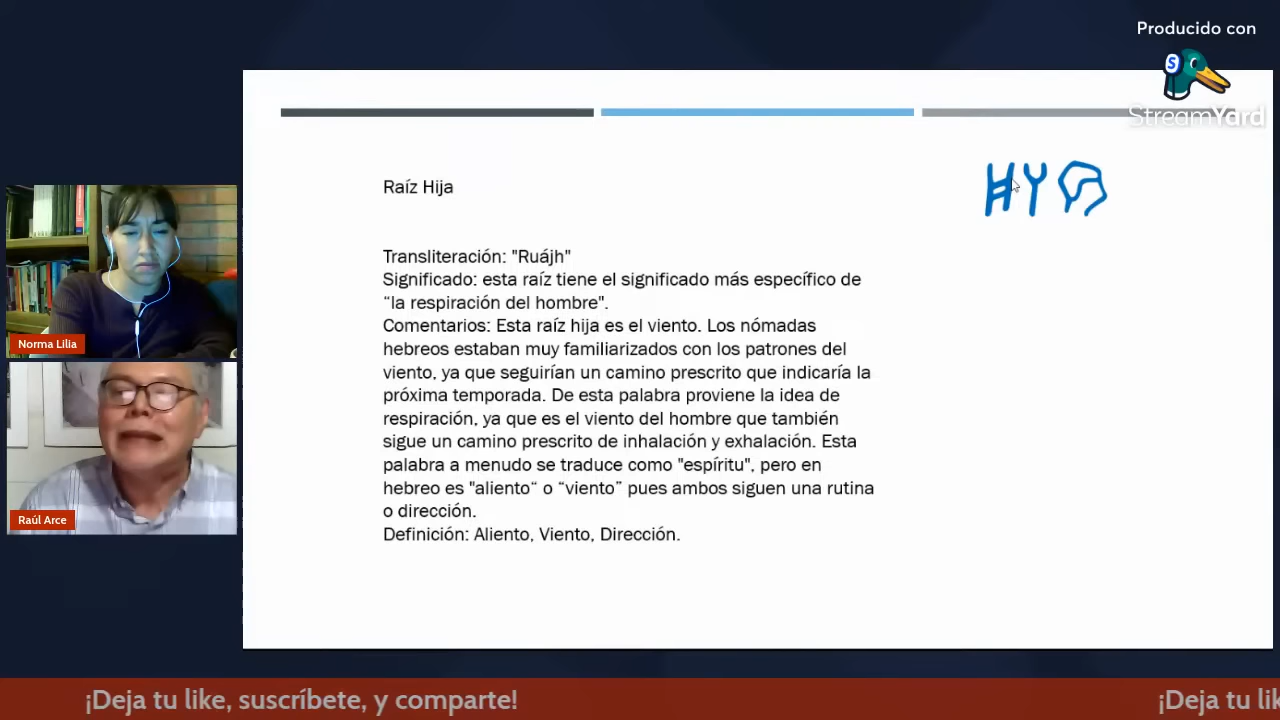 Producido con
StreamYard
Raíz Hija
Transliteración: "Ruájh"
Significado: esta raíz tiene el significado más específico de
“la respiración del hombre".
Comentarios: Esta raíz hija es el viento. Los nómadas
hebreos estaban muy familiarizados con los patrones del
viento, ya que seguirían un camino prescrito que indicaría la
próxima temporada. De esta palabra proviene la idea de
respiración, ya que es el viento del hombre que también
sigue un camino prescrito de inhalación y exhalación. Esta
palabra a menudo se traduce como "espíritu", pero en
hebreo es "aliento“ o “viento” pues ambos siguen una rutina
o dirección.
Definición: Aliento, Viento, Dirección.
Norma Lilia
Raúl Arce
¡Deja tu like, suscríbete, y comparte!
¡Deja tu lik